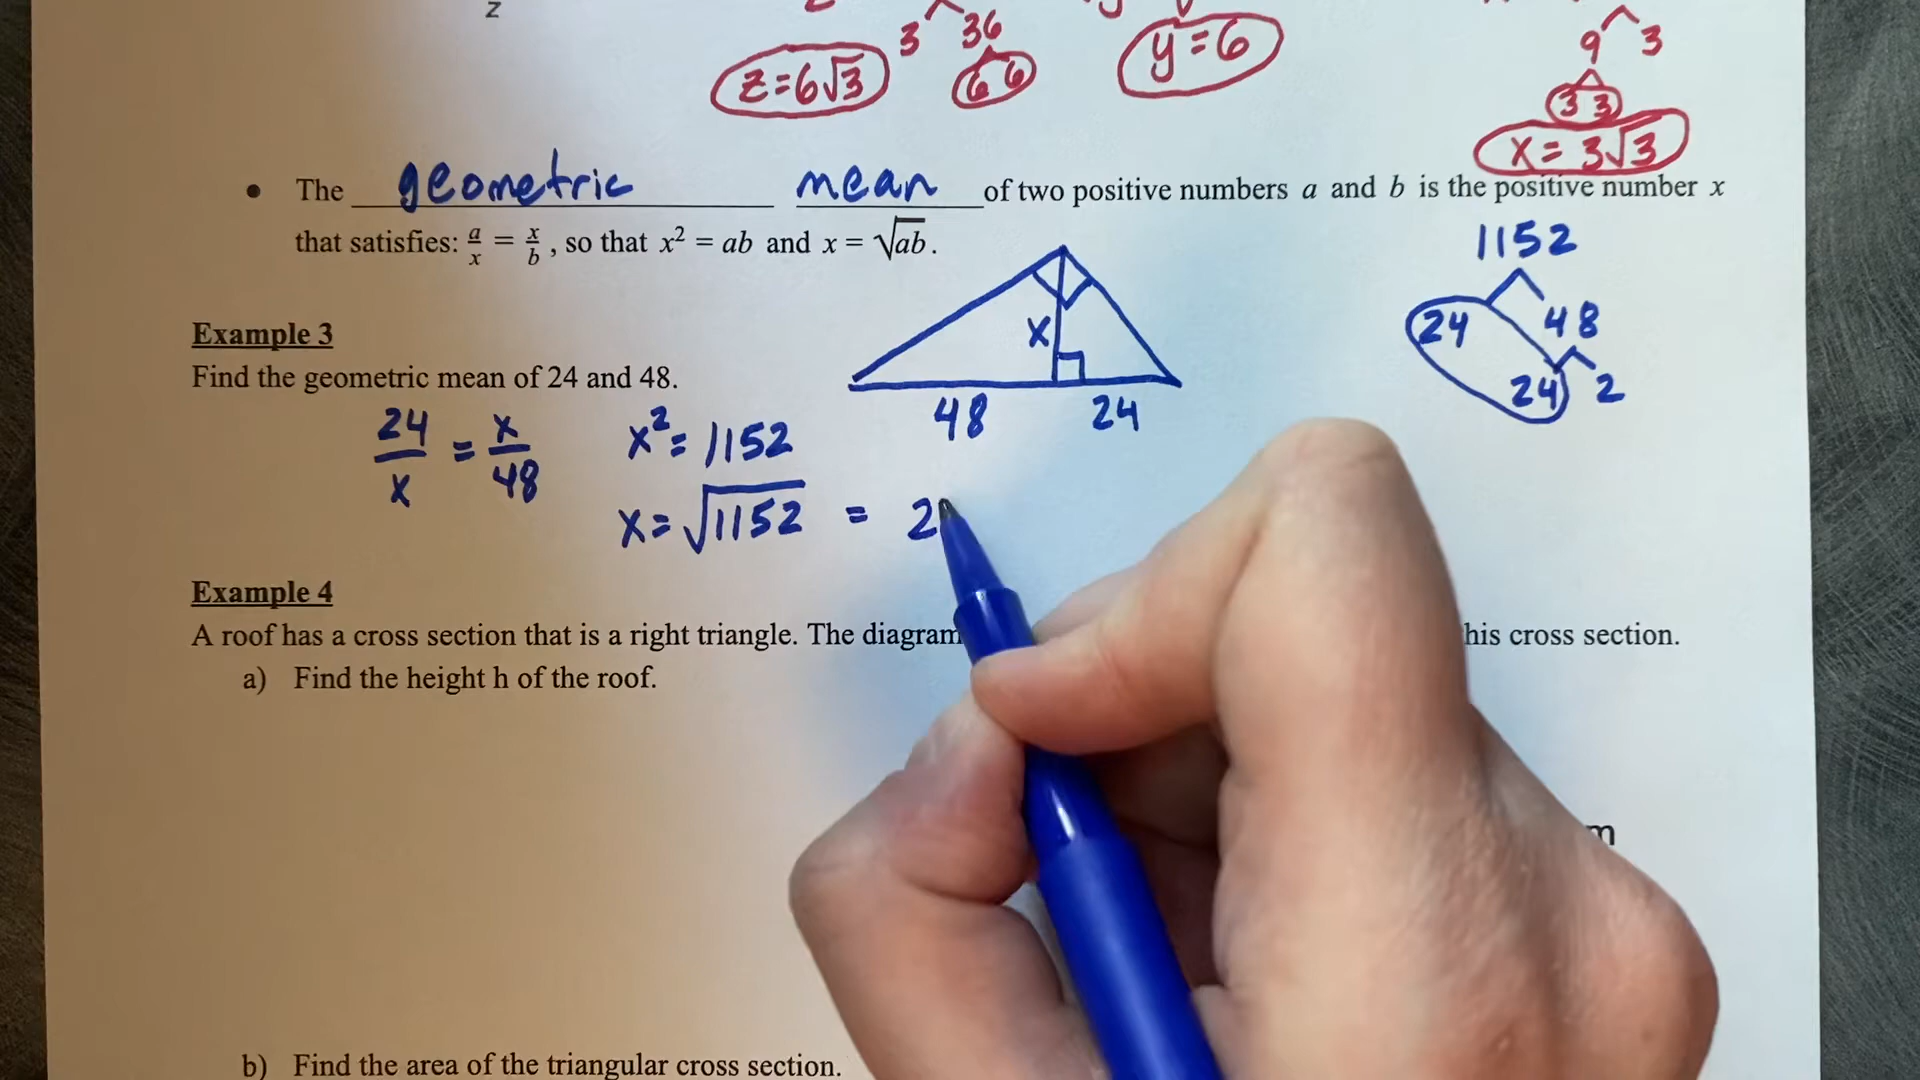 z
3 36
9 3
z=6√3
6 6
y=6
3 3
x = 3√3
• The geometric mean of two positive numbers a and b is the positive number x
that satisfies: a/x = x/b , so that x² = ab and x = √ab .
1152
24 48
24 2
x
48 24
Example 3
Find the geometric mean of 24 and 48.
24/x = x/48
x² = 1152
x = √1152 = 2
Example 4
A roof has a cross section that is a right triangle. The diagram his cross section.
a) Find the height h of the roof.
m
b) Find the area of the triangular cross section.